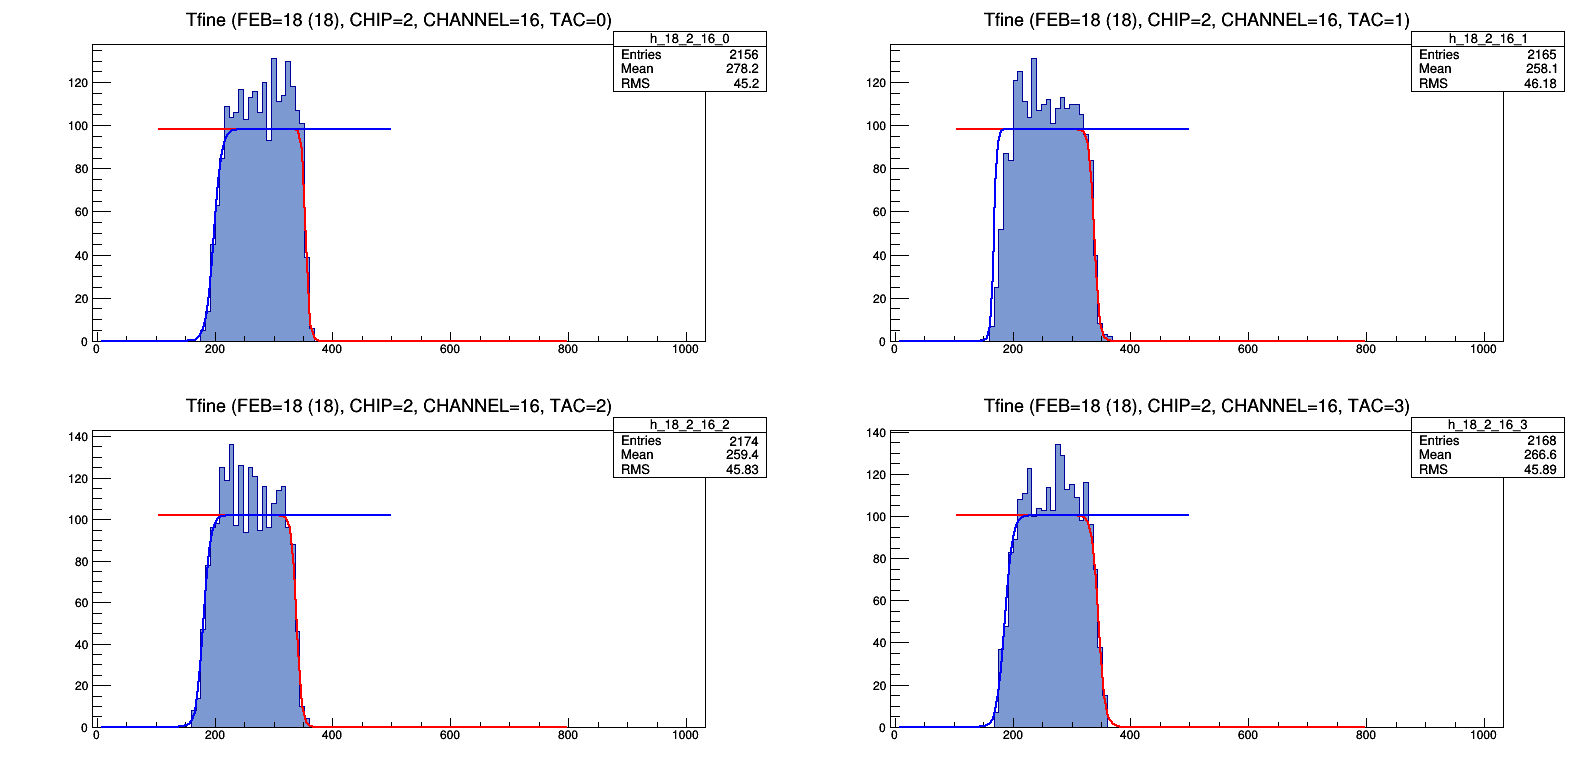 Tfine (FEB=18 (18), CHIP=2, CHANNEL=16, TAC=0)
h_18_2_16_0
Entries 2156
Mean 278.2
RMS 45.2
120
100
80
60
40
20
0
0 200 400 600 800 1000
Tfine (FEB=18 (18), CHIP=2, CHANNEL=16, TAC=1)
h_18_2_16_1
Entries 2165
Mean 258.1
RMS 46.18
120
100
80
60
40
20
0
0 200 400 600 800 1000
Tfine (FEB=18 (18), CHIP=2, CHANNEL=16, TAC=2)
h_18_2_16_2
Entries 2174
Mean 259.4
RMS 45.83
140
120
100
80
60
40
20
0
0 200 400 600 800 1000
Tfine (FEB=18 (18), CHIP=2, CHANNEL=16, TAC=3)
h_18_2_16_3
Entries 2168
Mean 266.6
RMS 45.89
140
120
100
80
60
40
20
0
0 200 400 600 800 1000